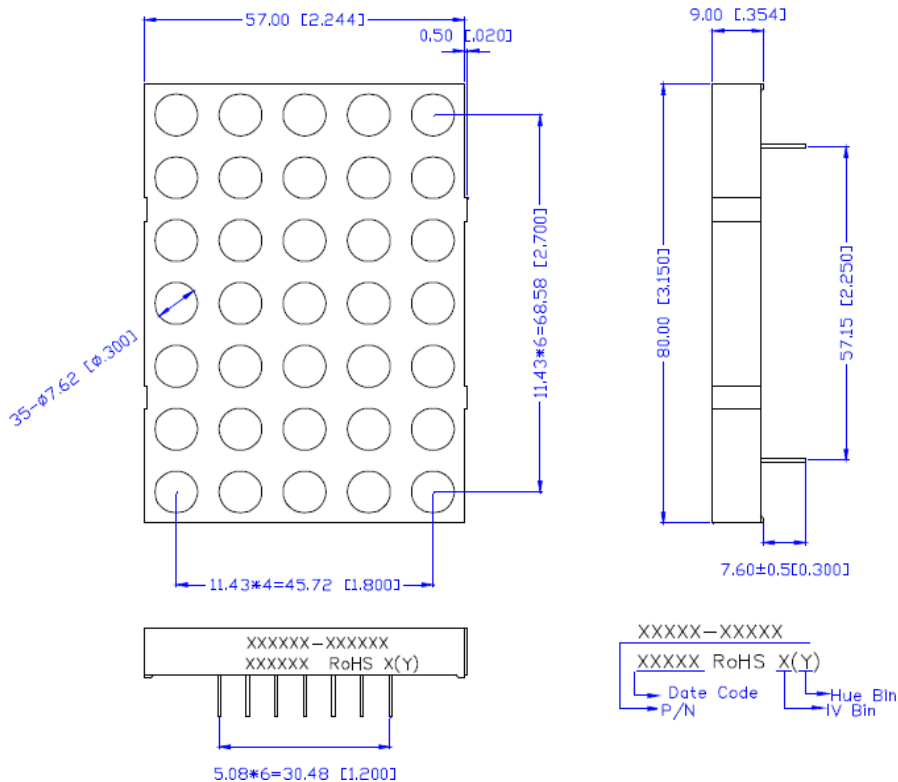 57.00 [2.244]
0.50 [.020]
9.00 [.354]
11.43*6=68.58 [2.700]
80.00 [3.150]
57.15 [2.250]
35-ø7.62 [ø.300]
11.43*4=45.72 [1.800]
7.60±0.5[0.300]
XXXXXX-XXXXXX
XXXXXX RoHS X(Y)
5.08*6=30.48 [1.200]
XXXXX-XXXXX
XXXXX RoHS X(Y)
Date Code
Hue Bin
P/N
IV Bin